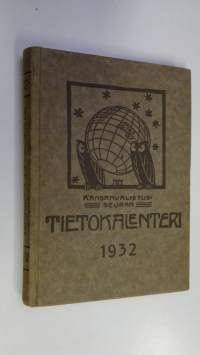 KANSANVALISTUS-
SEURAN
TIETOKALENTERI
1932